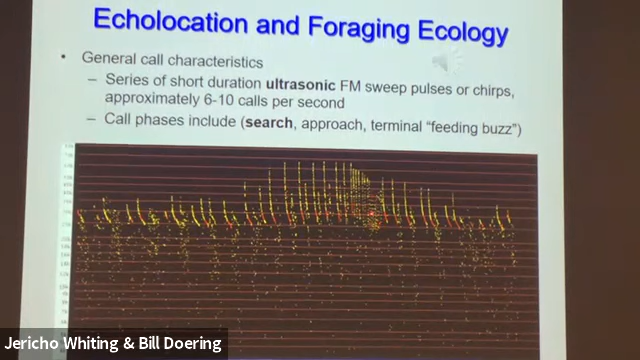 Echolocation and Foraging Ecology
• General call characteristics
– Series of short duration ultrasonic FM sweep pulses or chirps,
approximately 6-10 calls per second
– Call phases include (search, approach, terminal “feeding buzz”)
Jericho Whiting & Bill Doering